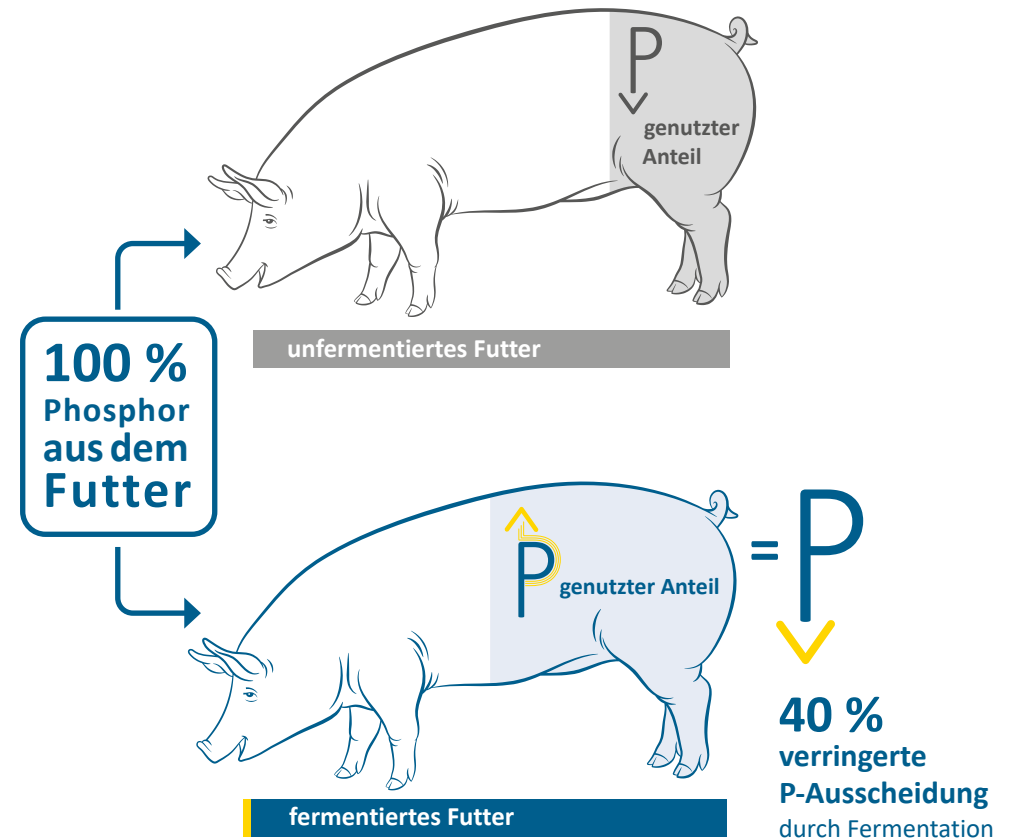 P
genutzter
Anteil
unfermentiertes Futter
100 %
Phosphor
aus dem
Futter
P
genutzter Anteil
= P
fermentiertes Futter
40 %
verringerte
P-Ausscheidung
durch Fermentation